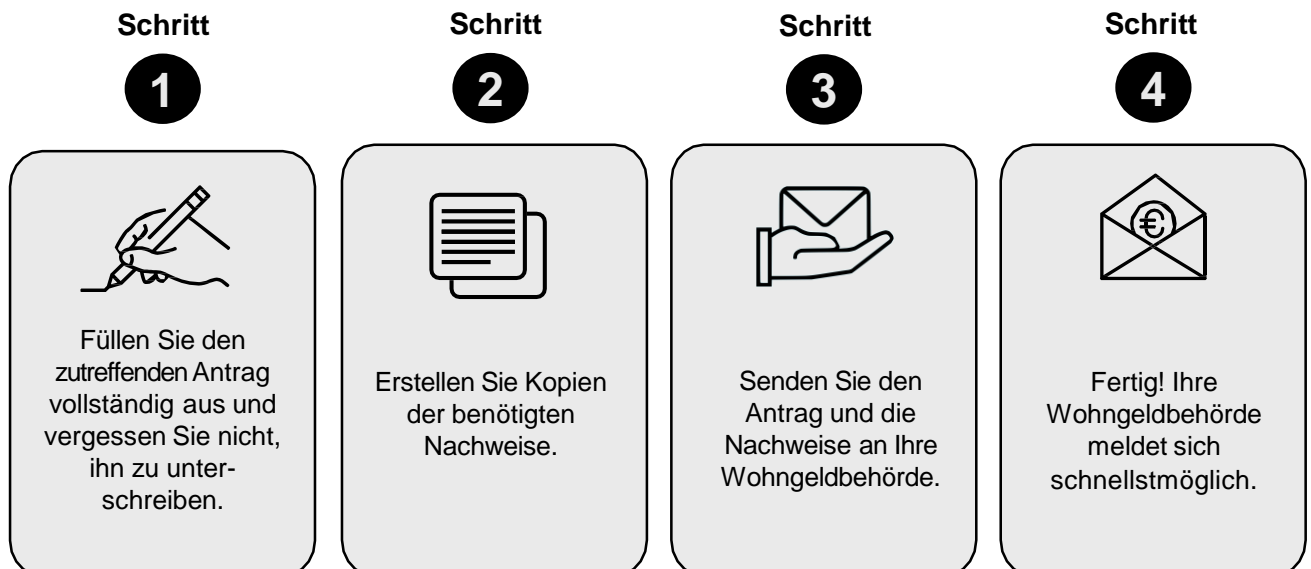 Schritt
1
Füllen Sie den
zutreffenden Antrag
vollständig aus und
vergessen Sie nicht,
ihn zu unter-
schreiben.
Schritt
2
Erstellen Sie Kopien
der benötigten
Nachweise.
Schritt
3
Senden Sie den
Antrag und die
Nachweise an Ihre
Wohngeldbehörde.
Schritt
4
€
Fertig! Ihre
Wohngeldbehörde
meldet sich
schnellstmöglich.